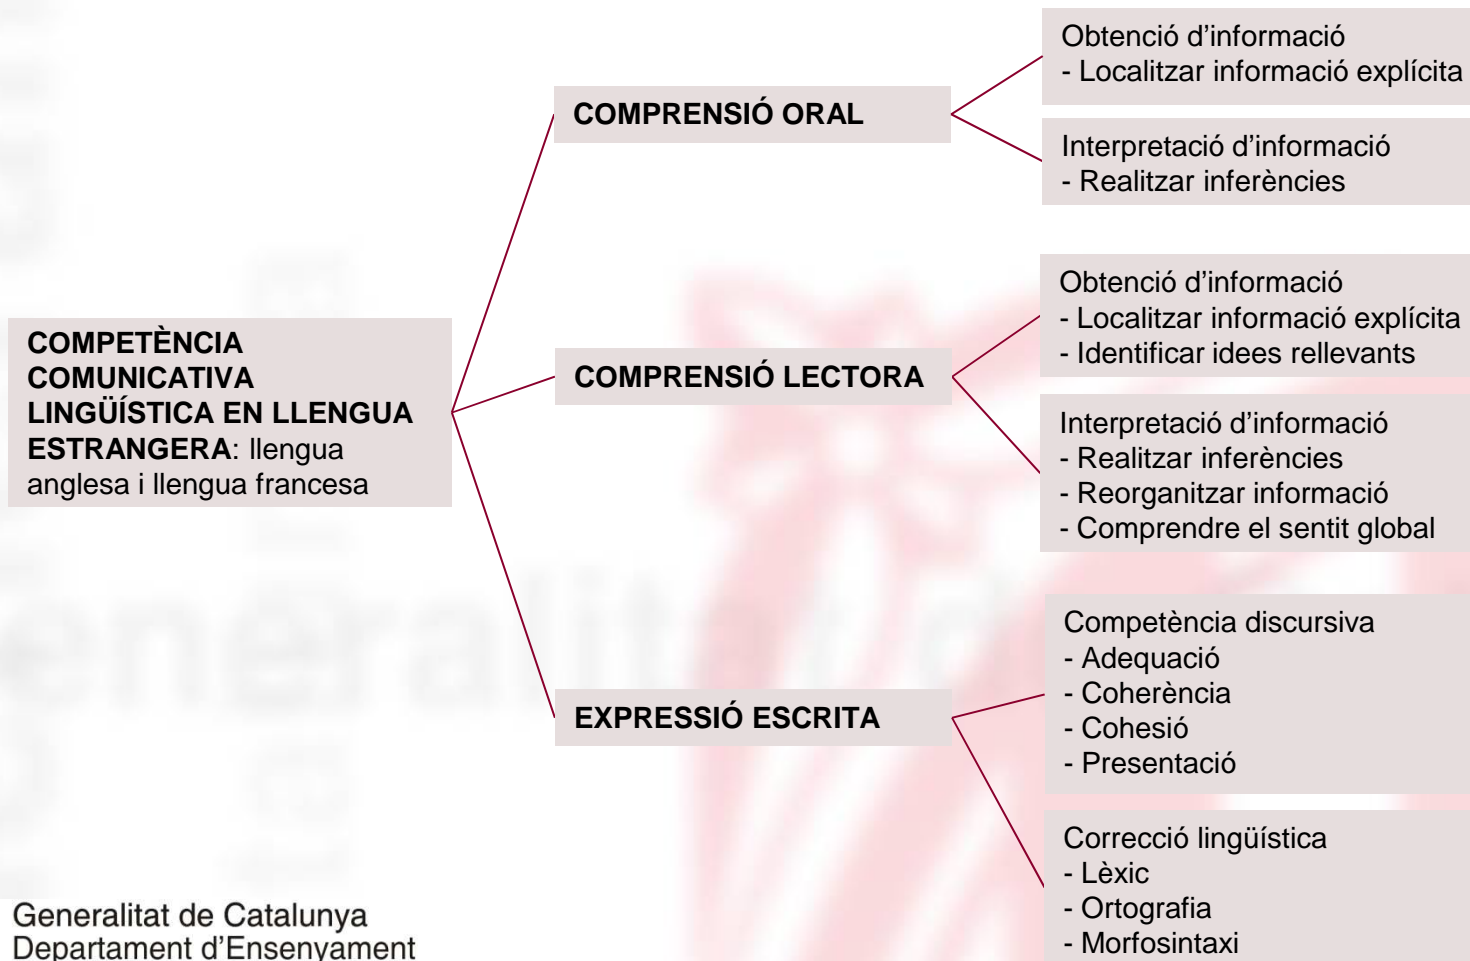 Obtenció d'informació
- Localitzar informació explícita
COMPRENSIÓ ORAL
Interpretació d'informació
- Realitzar inferències
COMPETÈNCIA
COMUNICATIVA
LINGÜÍSTICA EN LLENGUA
ESTRANGERA: llengua
anglesa i llengua francesa
COMPRENSIÓ LECTORA
Obtenció d'informació
- Localitzar informació explícita
- Identificar idees rellevants
Interpretació d'informació
- Realitzar inferències
- Reorganitzar informació
- Comprendre el sentit global
EXPRESSIÓ ESCRITA
Competència discursiva
- Adequació
- Coherència
- Cohesió
- Presentació
Correcció lingüística
- Lèxic
- Ortografia
- Morfosintaxi
Generalitat de Catalunya
Departament d'Ensenyament